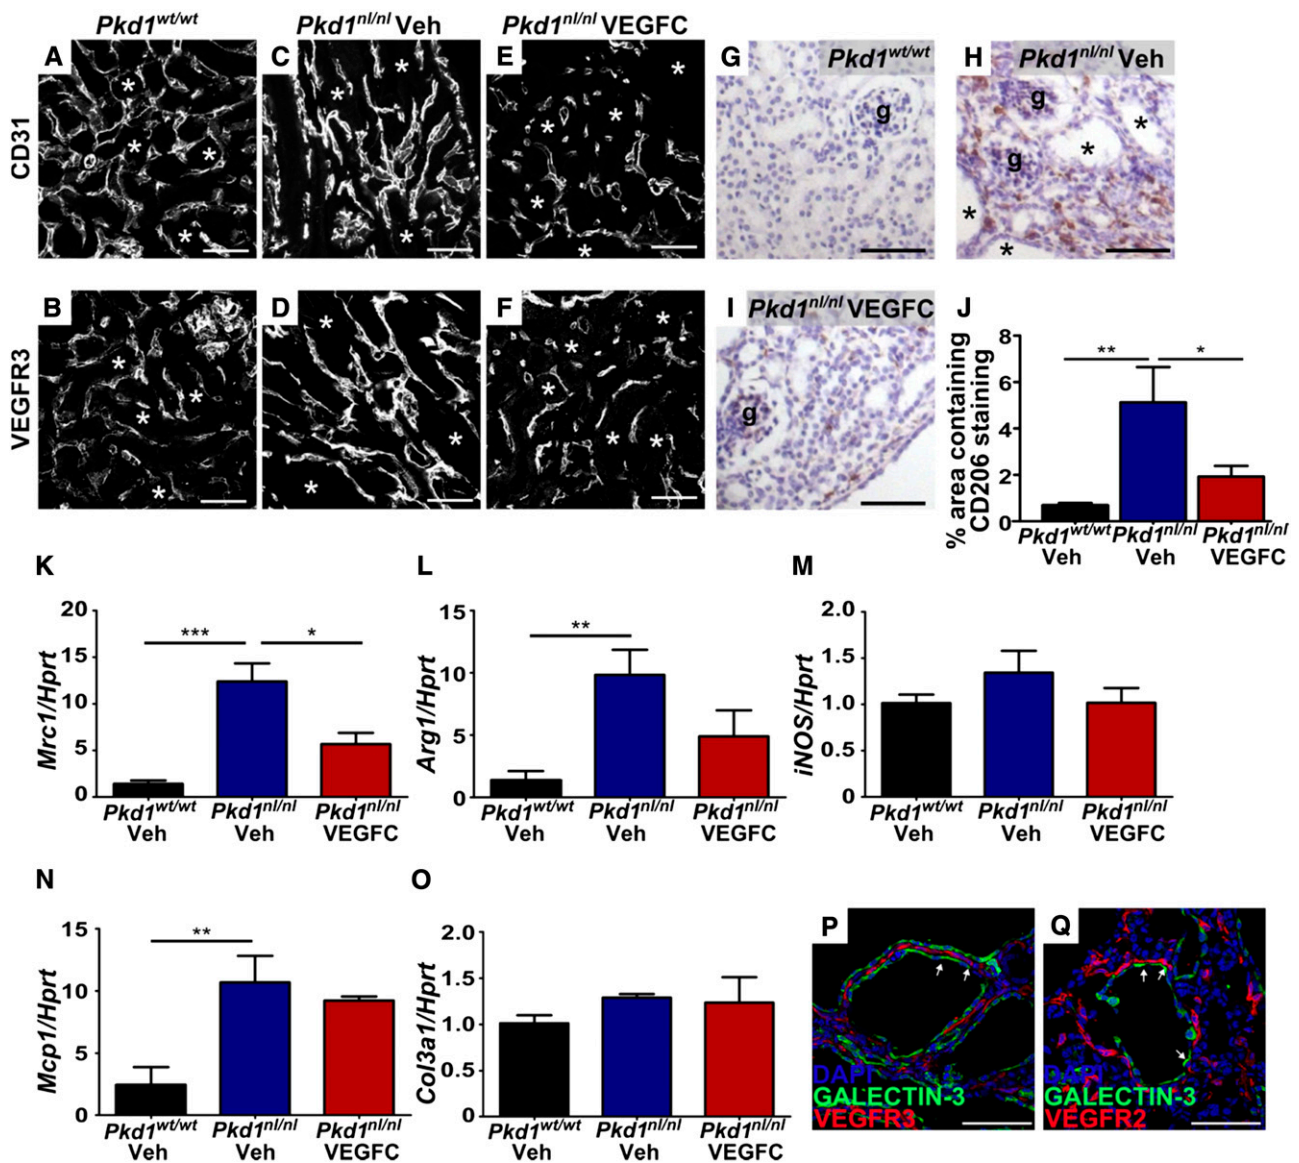 Pkd1wt/wt Pkd1nl/nl Veh Pkd1nl/nl VEGFC
A C E G Pkd1wt/wt H Pkd1nl/nl Veh
CD31
* * * * * * * * * * * * *
g g g * * * *
B D F I Pkd1nl/nl VEGFC J
VEGFR3
* * * * * * * * * * * *
g
% area containing
CD206 staining
8
6
4
2
0
** *
Pkd1wt/wt Pkd1nl/nl Pkd1nl/nl
Veh Veh VEGFC
K
Mrc1/Hprt
20
15
10
5
0
*** *
Pkd1wt/wt Pkd1nl/nl Pkd1nl/nl
Veh Veh VEGFC
L
Arg1/Hprt
15
10
5
0
**
Pkd1wt/wt Pkd1nl/nl Pkd1nl/nl
Veh Veh VEGFC
M
iNOS/Hprt
2.0
1.5
1.0
0.5
0
Pkd1wt/wt Pkd1nl/nl Pkd1nl/nl
Veh Veh VEGFC
N
Mcp1/Hprt
15
10
5
0
**
Pkd1wt/wt Pkd1nl/nl Pkd1nl/nl
Veh Veh VEGFC
O
Col3a1/Hprt
2.0
1.5
1.0
0.5
0
Pkd1wt/wt Pkd1nl/nl Pkd1nl/nl
Veh Veh VEGFC
P
DAPI
GALECTIN-3
VEGFR3
Q
DAPI
GALECTIN-3
VEGFR2